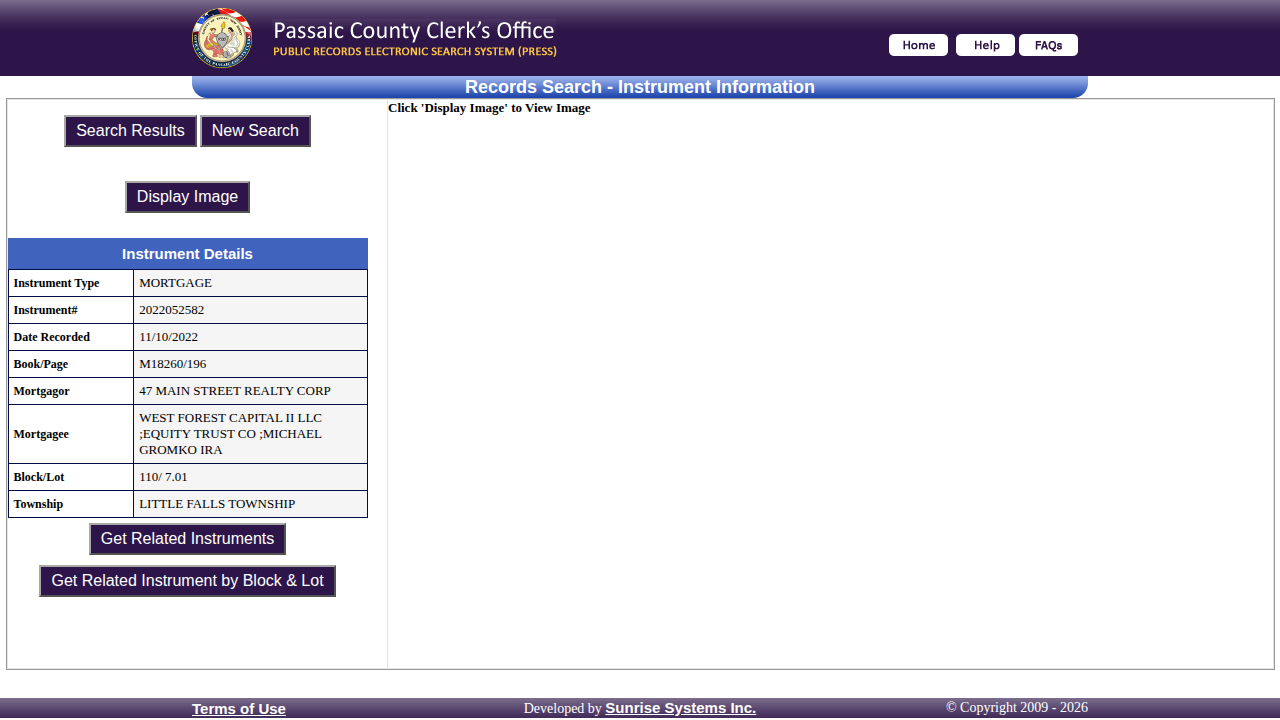 Passaic County Clerk's Office
PUBLIC RECORDS ELECTRONIC SEARCH SYSTEM (PRESS)
Home Help FAQs
Records Search - Instrument Information
Search Results New Search
Display Image
Instrument Details
Instrument Type MORTGAGE
Instrument# 2022052582
Date Recorded 11/10/2022
Book/Page M18260/196
Mortgagor 47 MAIN STREET REALTY CORP
Mortgagee WEST FOREST CAPITAL II LLC
;EQUITY TRUST CO ;MICHAEL
GROMKO IRA
Block/Lot 110/ 7.01
Township LITTLE FALLS TOWNSHIP
Get Related Instruments
Get Related Instrument by Block & Lot
Click 'Display Image' to View Image
Terms of Use Developed by Sunrise Systems Inc. © Copyright 2009 - 2026